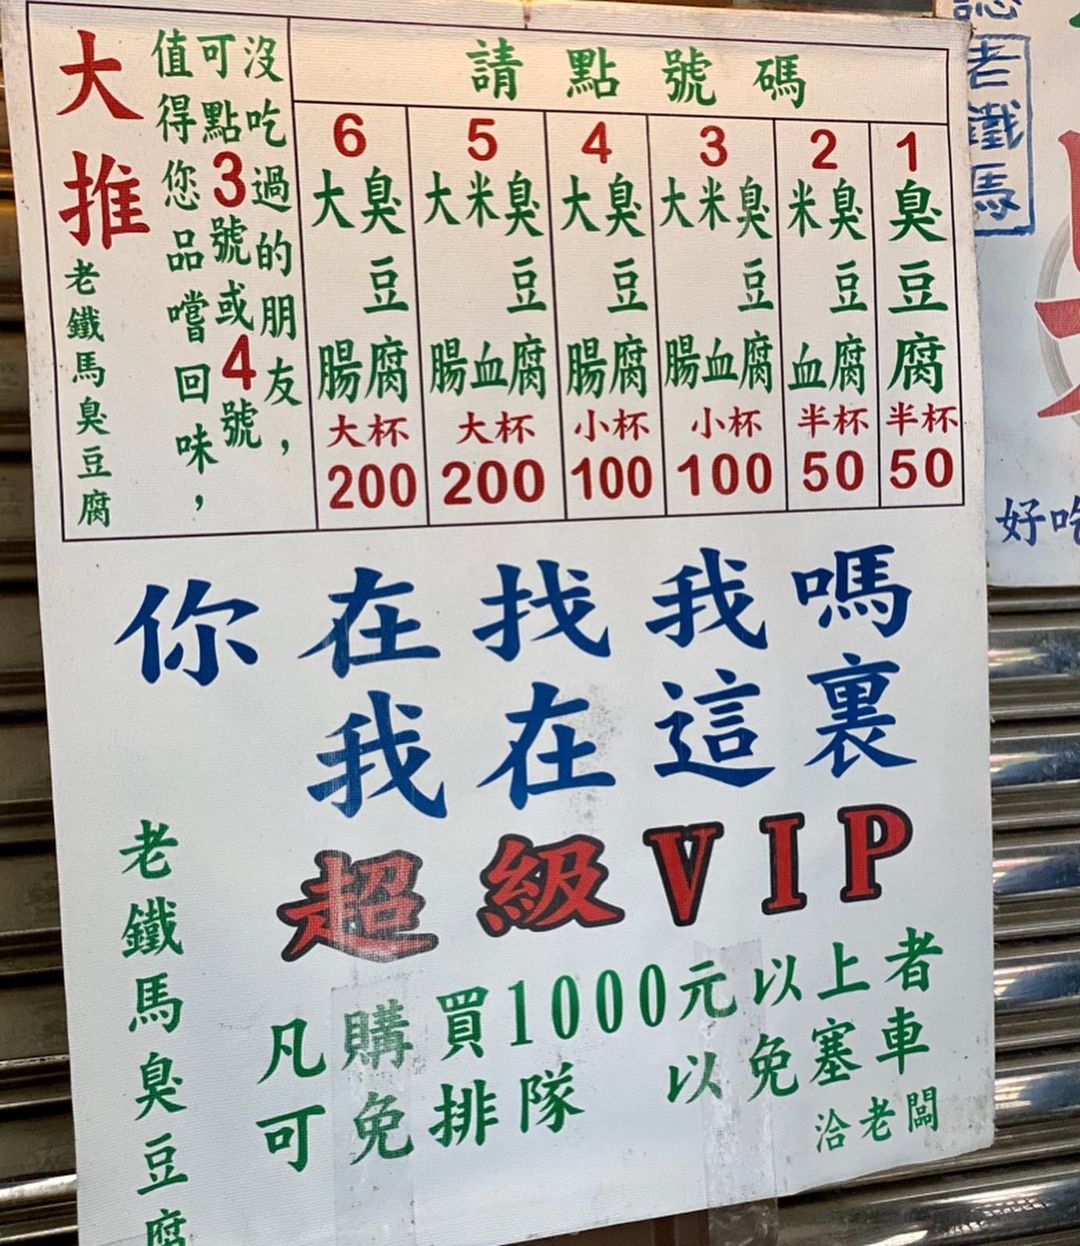 請點號碼
1
臭豆腐
半杯
50
2
臭豆腐
米血
半杯
50
3
臭豆腐
米血
大腸
小杯
100
4
臭豆腐
大腸
小杯
100
5
臭豆腐
米血
大腸
大杯
200
6
臭豆腐
大腸
大杯
200
沒吃過的朋友，
可點3號或4號
值得您品嚐回味，
大推
老鐵馬臭豆腐
你在找我嗎
我在這裏
超級VIP
凡購買1000元以上者
可免排隊 以免塞車
洽老闆
老鐵馬臭豆腐
老鐵馬
好吃